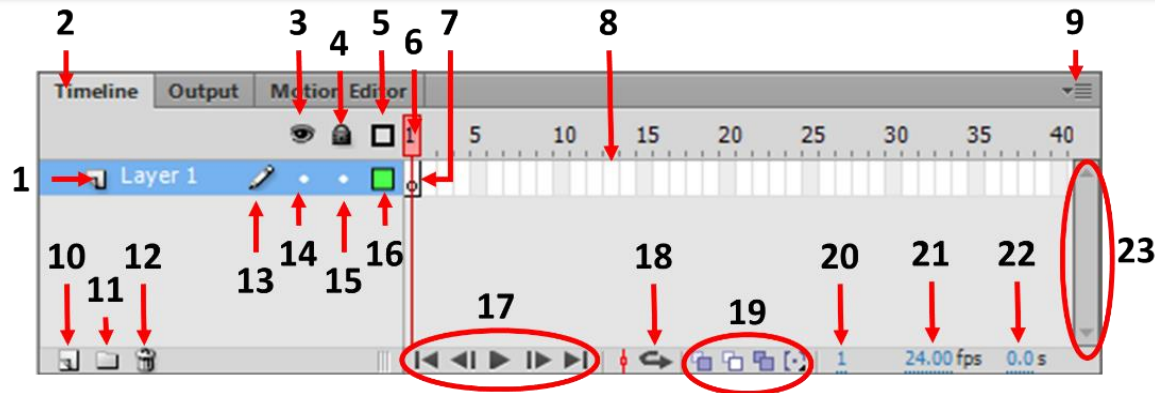 2 3 4 5 6 7 8 9
Timeline Output Motion Editor
1 5 10 15 20 25 30 35 40
1 Layer 1
10 11 12 13 14 15 16 17 18 19 20 21 22 23
1 24.00 fps 0.0 s